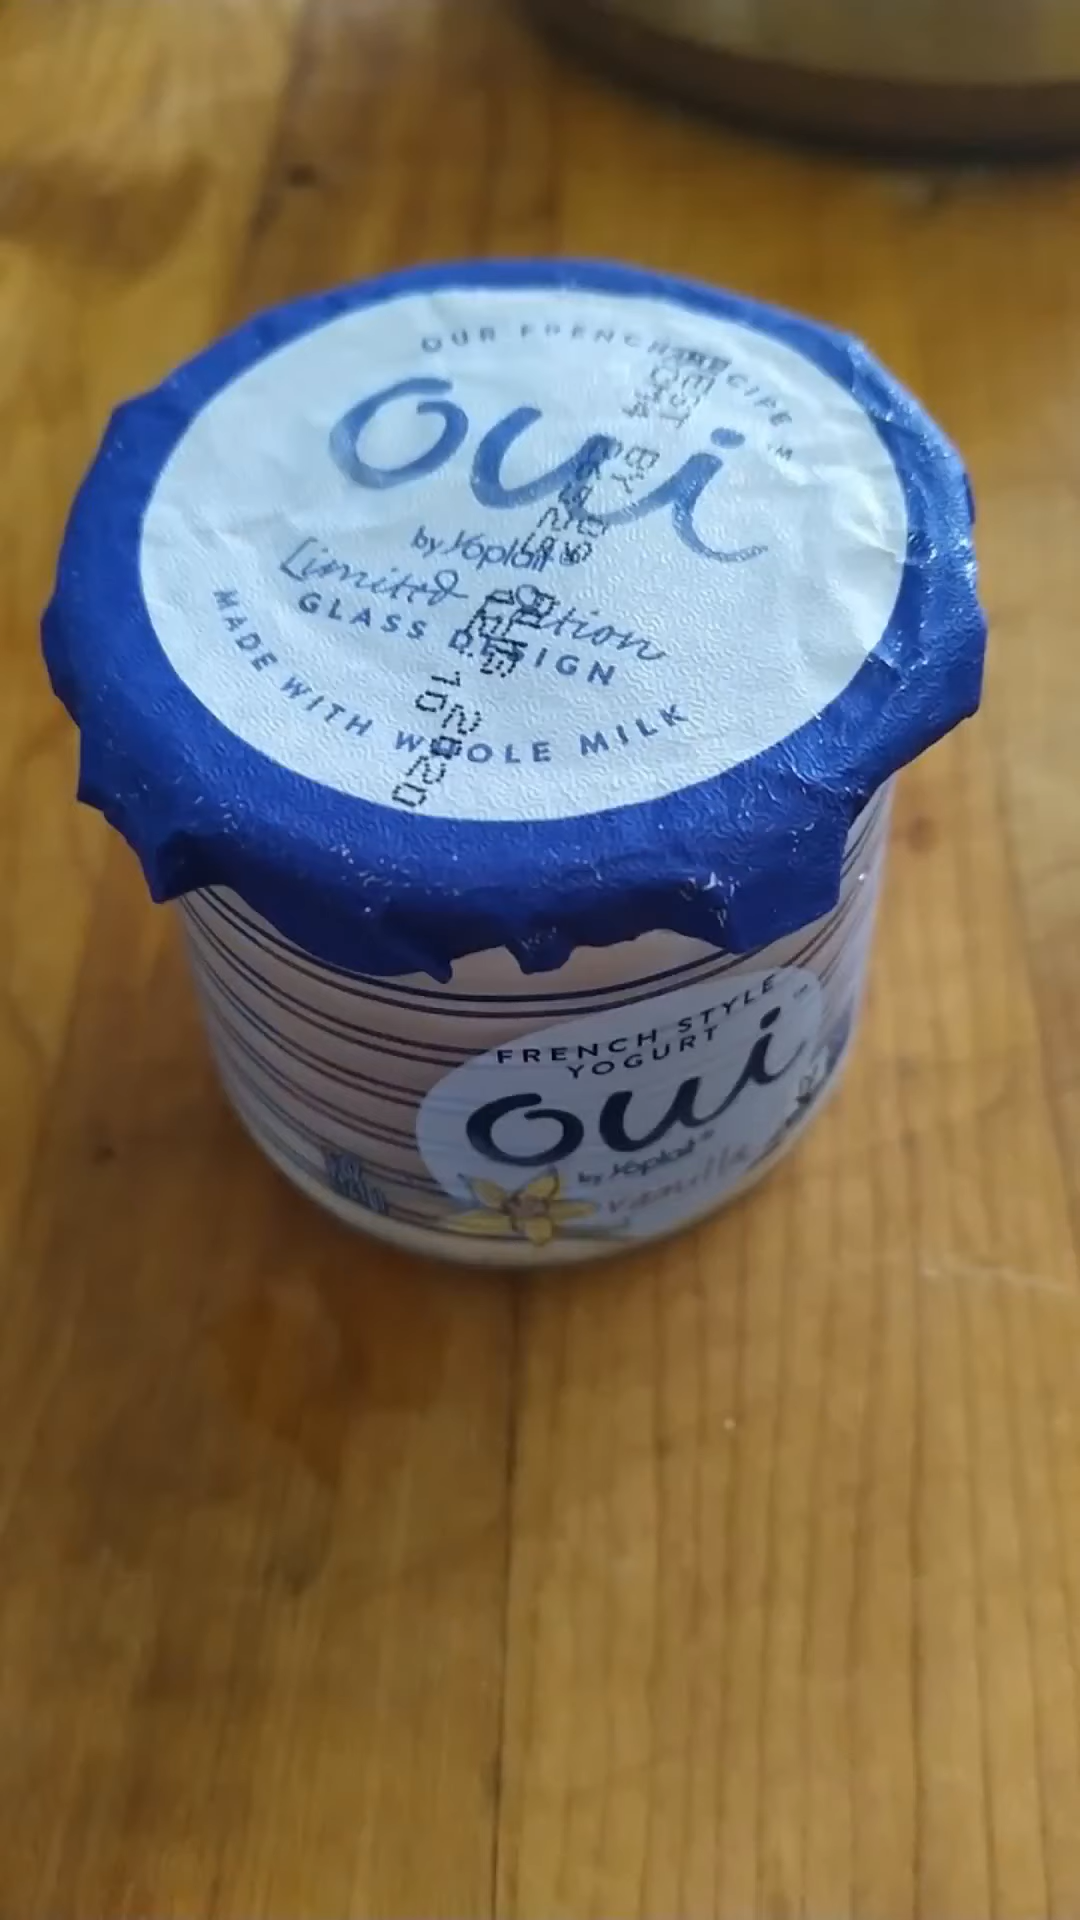 OUR FRENCH RECIPE™
oui
by Yoplait®
Limited Edition
GLASS DESIGN
MADE WITH WHOLE MILK
BEST BY
FRENCH STYLE
YOGURT
oui™
by Yoplait
vanilla